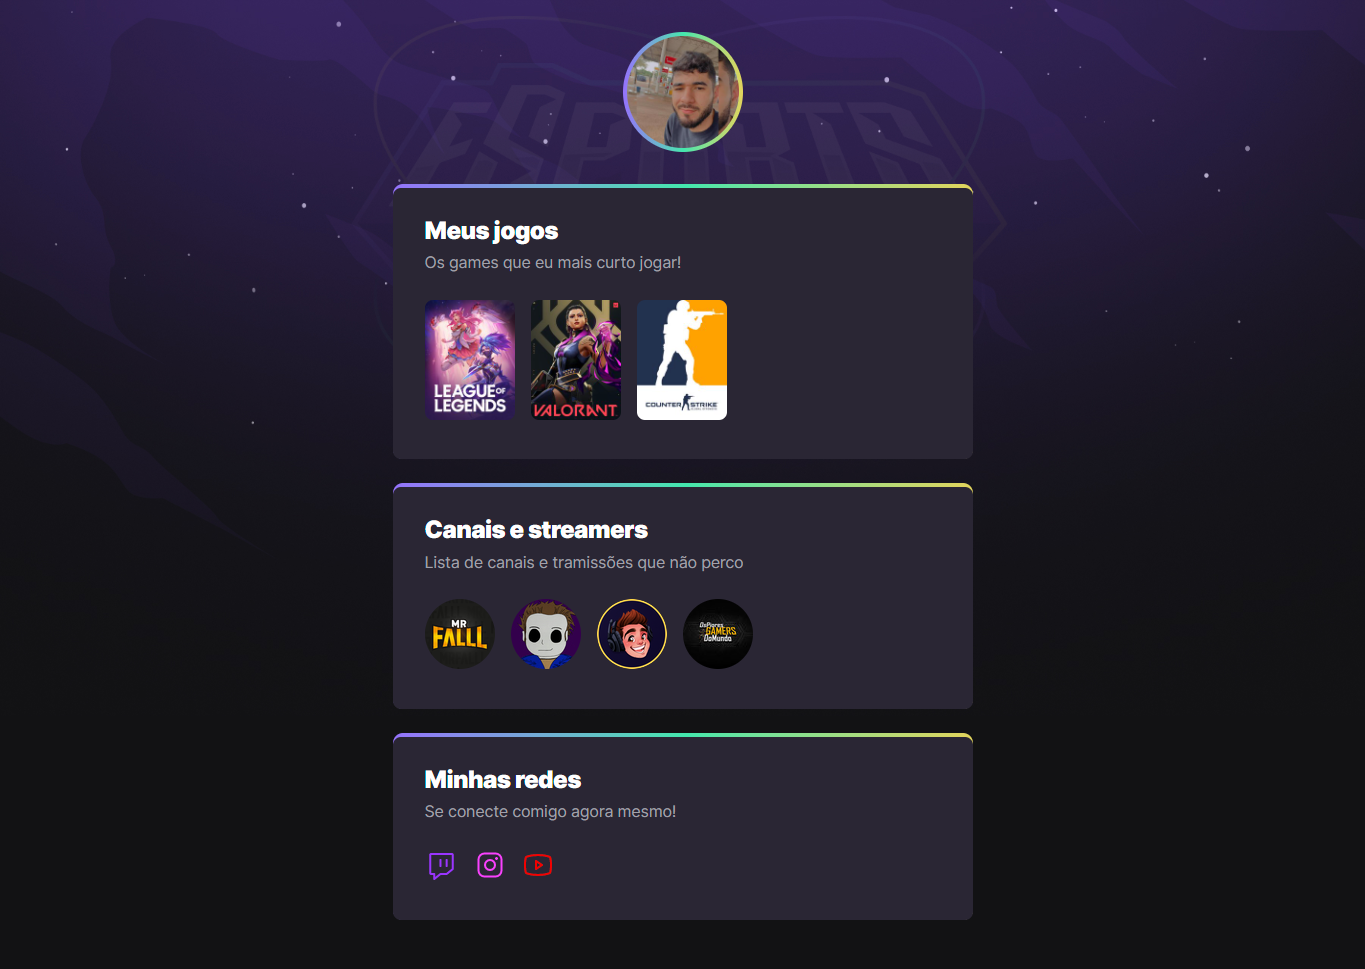 ESPORTS
Meus jogos
Os games que eu mais curto jogar!
LEAGUE OF
LEGENDS
VALORANT
COUNTER STRIKE
Canais e streamers
Lista de canais e tramissões que não perco
MR
FALLL
OsPiores
GAMERS
DoMundo
Minhas redes
Se conecte comigo agora mesmo!